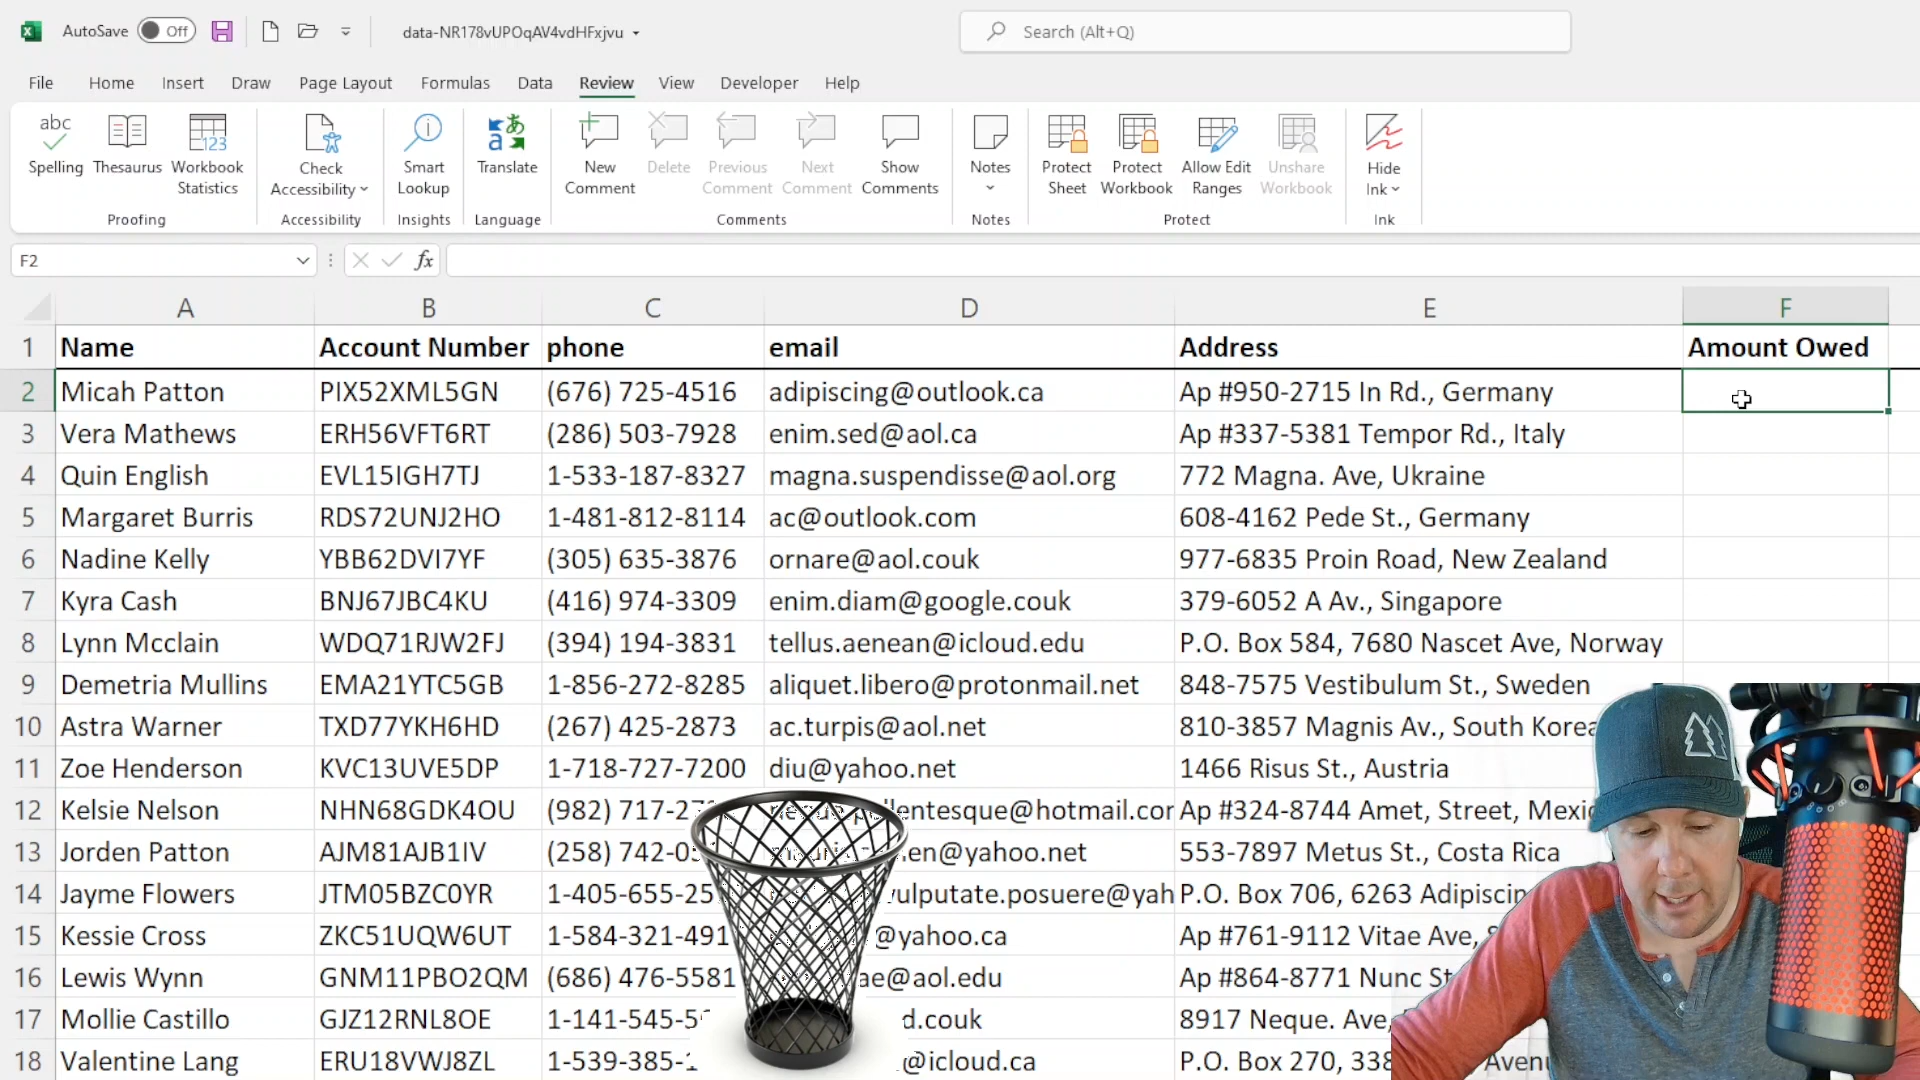 AutoSave Off data-NR178vUPOqAV4vdHFxjvu Search (Alt+Q)
File Home Insert Draw Page Layout Formulas Data Review View Developer Help
abc 123
Spelling Thesaurus Workbook Statistics Check Accessibility Smart Lookup Translate New Comment Delete Previous Comment Next Comment Show Comments Notes Protect Sheet Protect Workbook Allow Edit Ranges Unshare Workbook Hide Ink
Proofing Accessibility Insights Language Comments Notes Protect Ink
F2 fx
A B C D E F
1 Name Account Number phone email Address Amount Owed
2 Micah Patton PIX52XML5GN (676) 725-4516 adipiscing@outlook.ca Ap #950-2715 In Rd., Germany
3 Vera Mathews ERH56VFT6RT (286) 503-7928 enim.sed@aol.ca Ap #337-5381 Tempor Rd., Italy
4 Quin English EVL15IGH7TJ 1-533-187-8327 magna.suspendisse@aol.org 772 Magna. Ave, Ukraine
5 Margaret Burris RDS72UNJ2HO 1-481-812-8114 ac@outlook.com 608-4162 Pede St., Germany
6 Nadine Kelly YBB62DVI7YF (305) 635-3876 ornare@aol.couk 977-6835 Proin Road, New Zealand
7 Kyra Cash BNJ67JBC4KU (416) 974-3309 enim.diam@google.couk 379-6052 A Av., Singapore
8 Lynn Mcclain WDQ71RJW2FJ (394) 194-3831 tellus.aenean@icloud.edu P.O. Box 584, 7680 Nascet Ave, Norway
9 Demetria Mullins EMA21YTC5GB 1-856-272-8285 aliquet.libero@protonmail.net 848-7575 Vestibulum St., Sweden
10 Astra Warner TXD77YKH6HD (267) 425-2873 ac.turpis@aol.net 810-3857 Magnis Av., South Korea
11 Zoe Henderson KVC13UVE5DP 1-718-727-7200 diu@yahoo.net 1466 Risus St., Austria
12 Kelsie Nelson NHN68GDK4OU (982) 717-2 entesque@hotmail.cor Ap #324-8744 Amet, Street, Mexic
13 Jorden Patton AJM81AJB1IV (258) 742-0 en@yahoo.net 553-7897 Metus St., Costa Rica
14 Jayme Flowers JTM05BZC0YR 1-405-655-25 vulputate.posuere@yah P.O. Box 706, 6263 Adipiscin
15 Kessie Cross ZKC51UQW6UT 1-584-321-491 @yahoo.ca Ap #761-9112 Vitae Ave,
16 Lewis Wynn GNM11PBO2QM (686) 476-5581 ae@aol.edu Ap #864-8771 Nunc St
17 Mollie Castillo GJZ12RNL8OE 1-141-545-5 d.couk 8917 Neque. Ave,
18 Valentine Lang ERU18VWJ8ZL 1-539-385- @icloud.ca P.O. Box 270, 338 Avenu